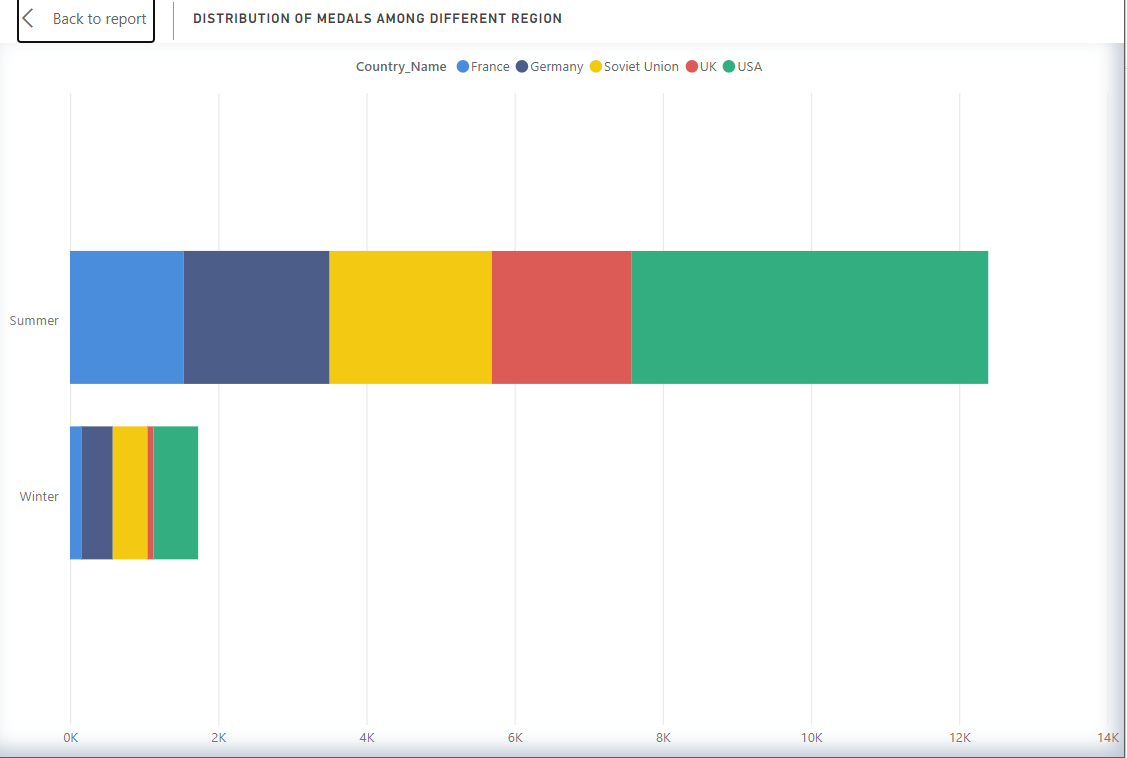 Back to report
DISTRIBUTION OF MEDALS AMONG DIFFERENT REGION
Country_Name France Germany Soviet Union UK USA
Summer
Winter
0K 2K 4K 6K 8K 10K 12K 14K